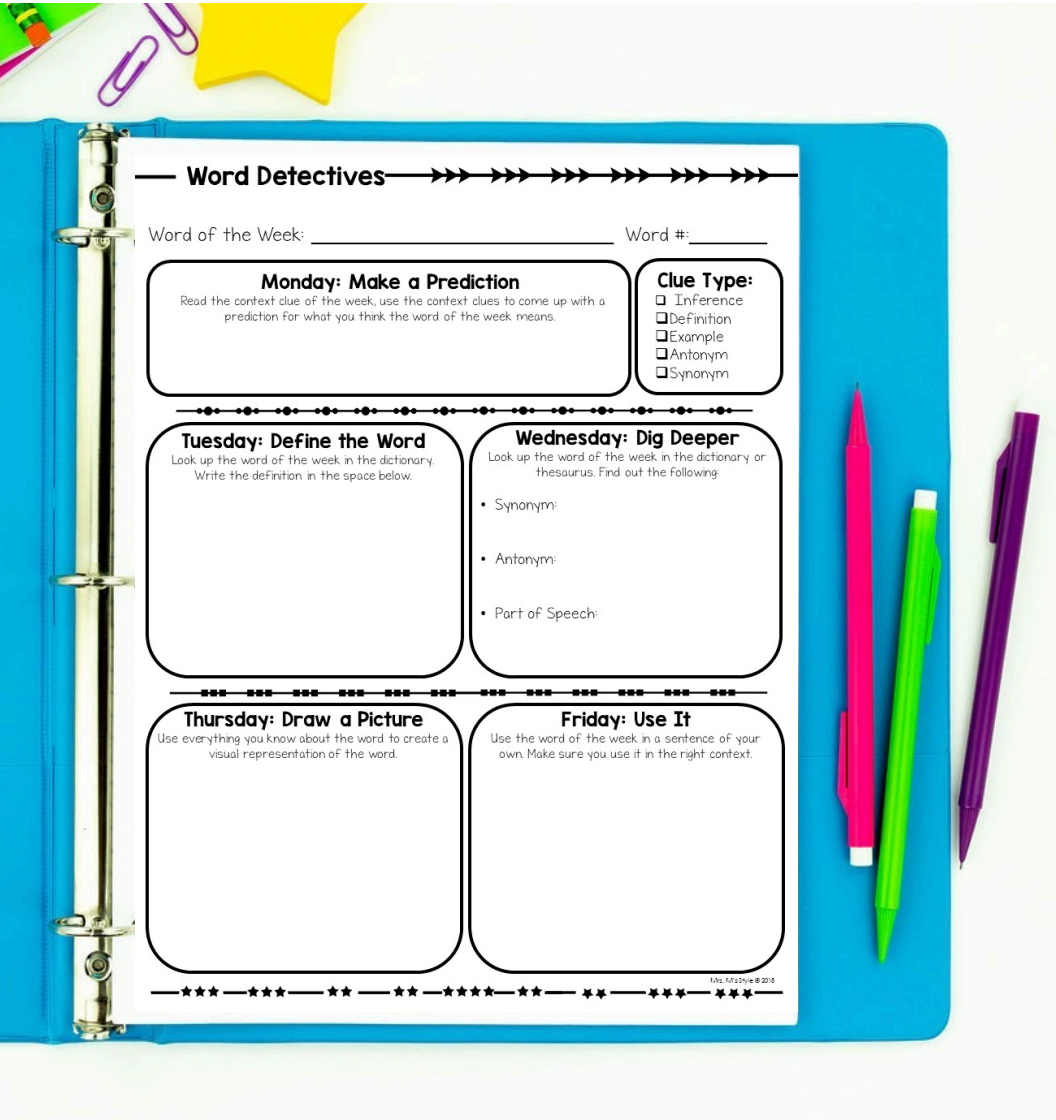 Word Detectives
Word of the Week: Word #:
Monday: Make a Prediction
Read the context clue of the week, use the context clues to come up with a
prediction for what you think the word of the week means.
Clue Type:
Inference
Definition
Example
Antonym
Synonym
Tuesday: Define the Word
Look up the word of the week in the dictionary.
Write the definition in the space below.
Wednesday: Dig Deeper
Look up the word of the week in the dictionary or
thesaurus. Find out the following:
• Synonym:
• Antonym:
• Part of Speech:
Thursday: Draw a Picture
Use everything you know about the word to create a
visual representation of the word.
Friday: Use It
Use the word of the week in a sentence of your
own. Make sure you use it in the right context.
Mrs. M's Style © 2018